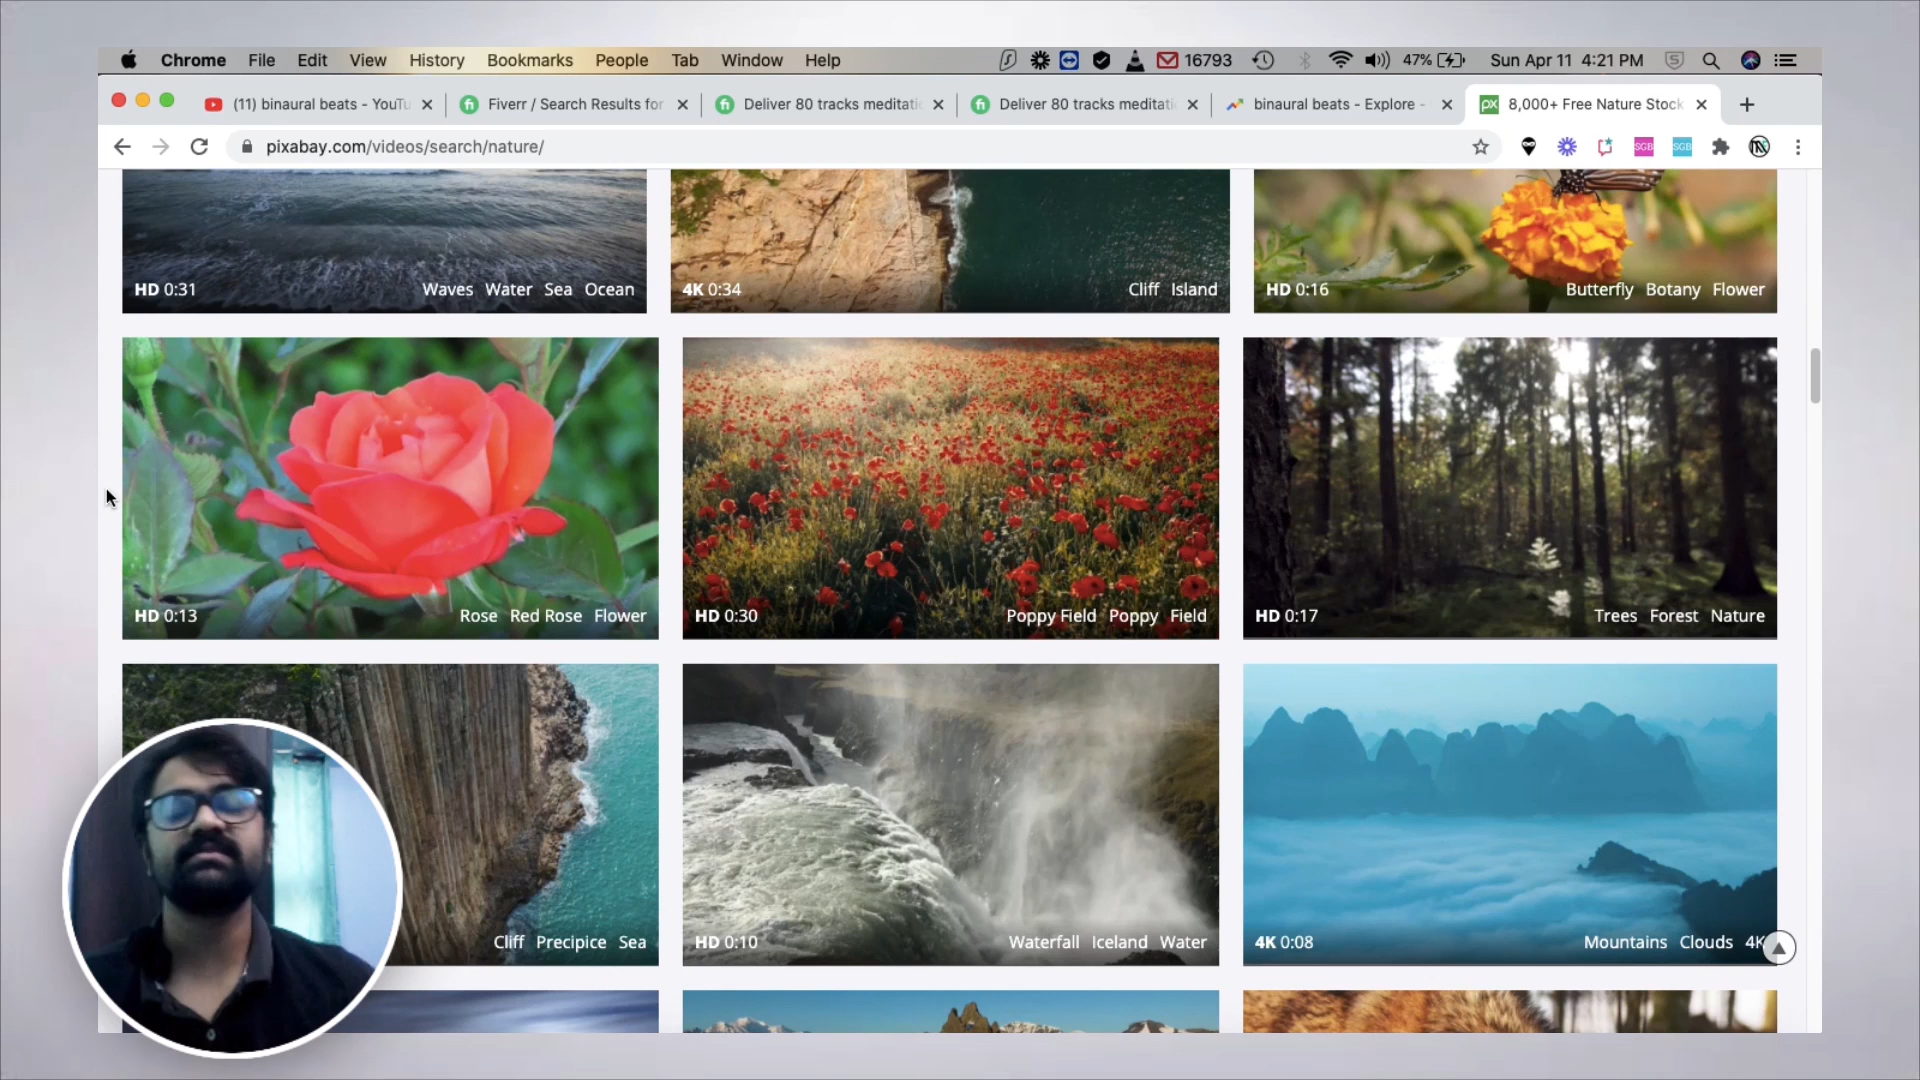 Chrome File Edit View History Bookmarks People Tab Window Help 16793 47% Sun Apr 11 4:21 PM
(11) binaural beats - YouTu Fiverr / Search Results for Deliver 80 tracks meditati Deliver 80 tracks meditati binaural beats - Explore - px 8,000+ Free Nature Stock
pixabay.com/videos/search/nature/ SGB SGB
HD 0:31 Waves Water Sea Ocean
4K 0:34 Cliff Island
HD 0:16 Butterfly Botany Flower
HD 0:13 Rose Red Rose Flower
HD 0:30 Poppy Field Poppy Field
HD 0:17 Trees Forest Nature
Cliff Precipice Sea
HD 0:10 Waterfall Iceland Water
4K 0:08 Mountains Clouds 4K